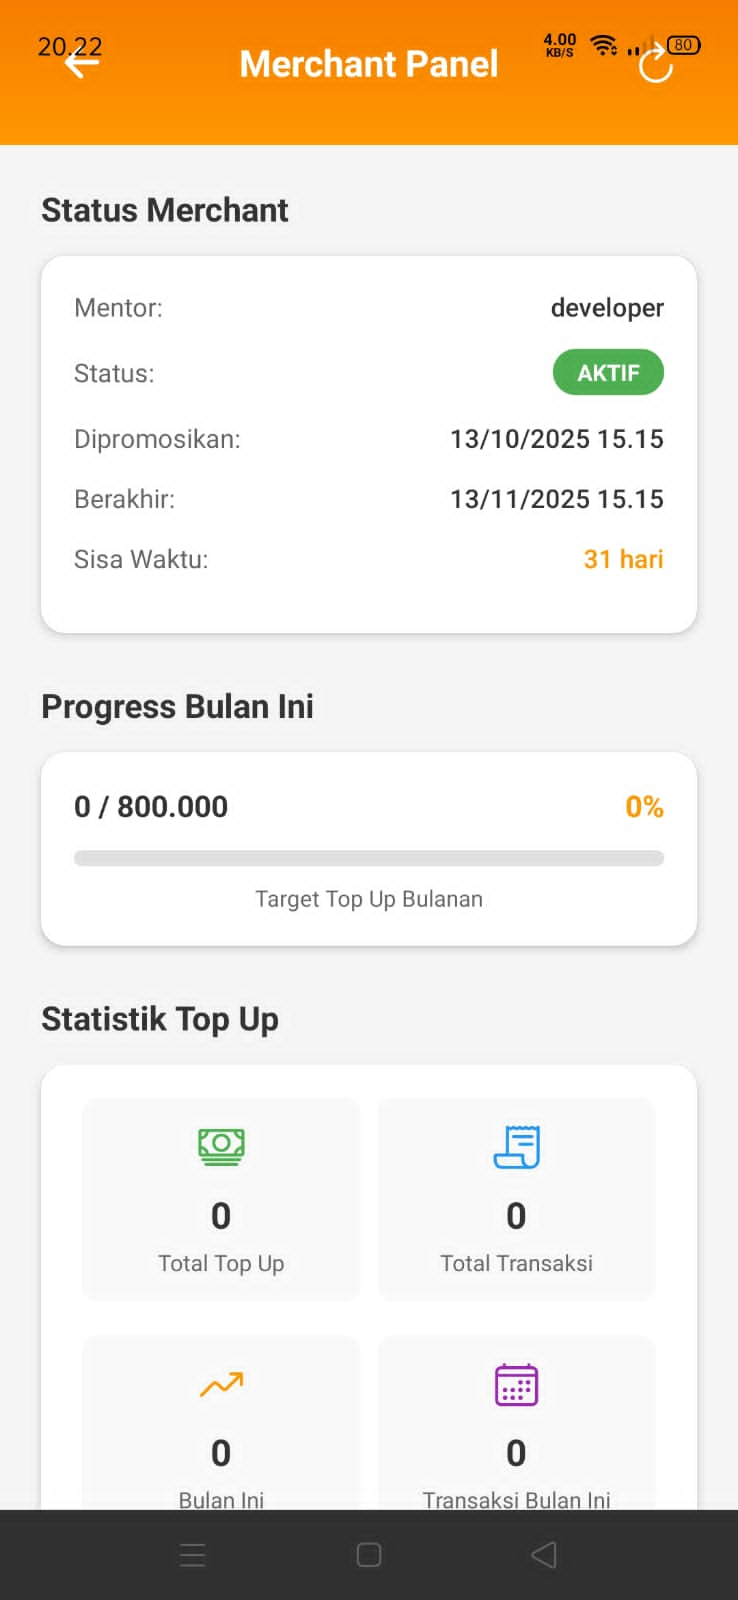 20.22
4.00
KB/S
80
Merchant Panel
Status Merchant
Mentor: developer
Status: AKTIF
Dipromosikan: 13/10/2025 15.15
Berakhir: 13/11/2025 15.15
Sisa Waktu: 31 hari
Progress Bulan Ini
0 / 800.000 0%
Target Top Up Bulanan
Statistik Top Up
0 0
Total Top Up Total Transaksi
0 0
Bulan Ini Transaksi Bulan Ini